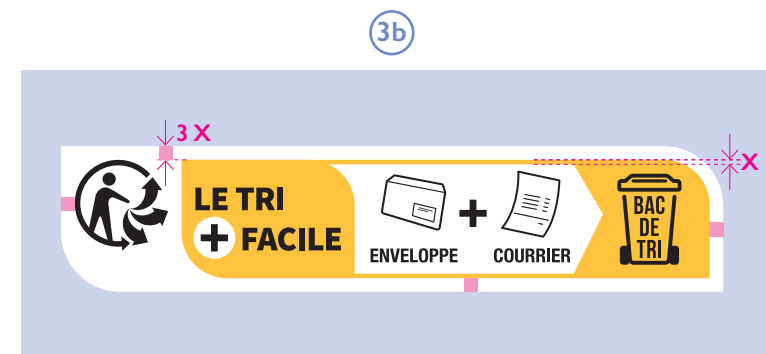 3b
3 X
X
LE TRI
+ FACILE
ENVELOPPE
+
COURRIER
BAC
DE
TRI